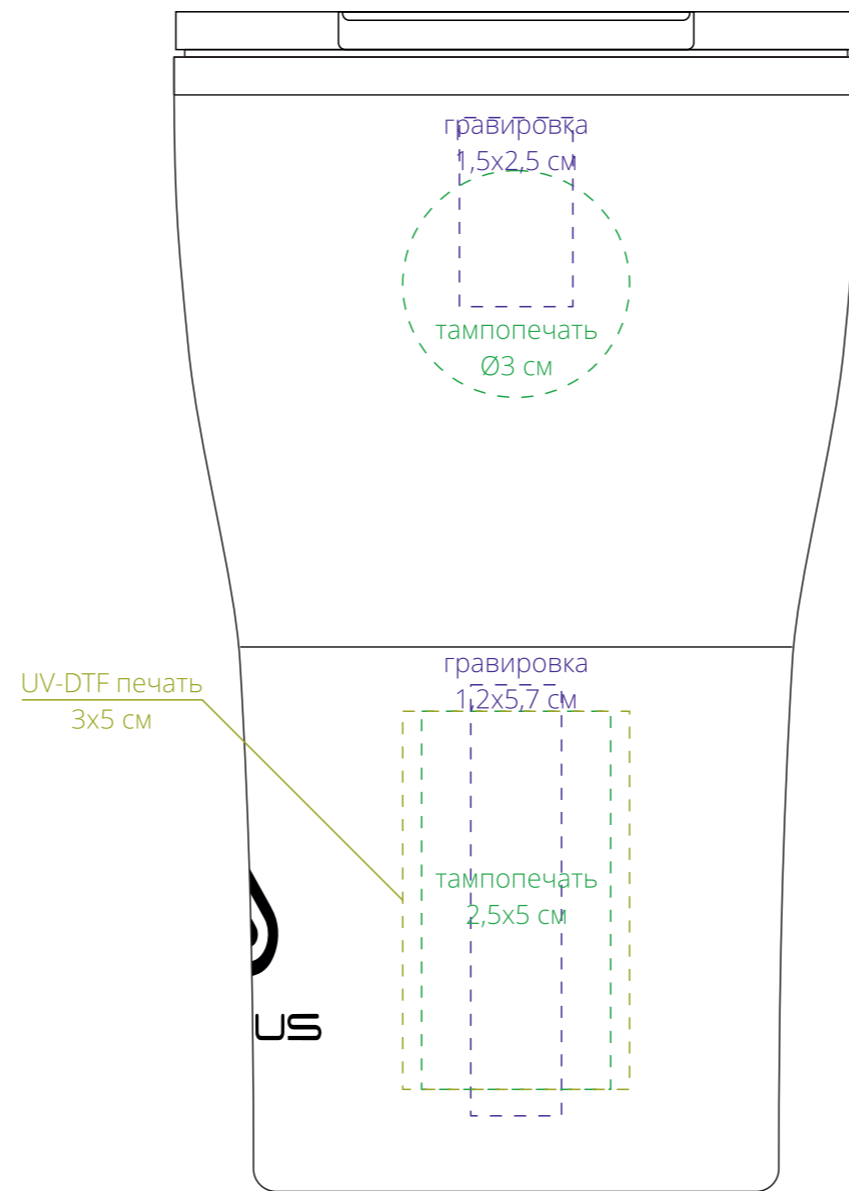 гравировка
1,5x2,5 см
тампопечать
Ø3 см
гравировка
1,2x5,7 см
UV-DTF печать
3x5 см
тампопечать
2,5x5 см
US